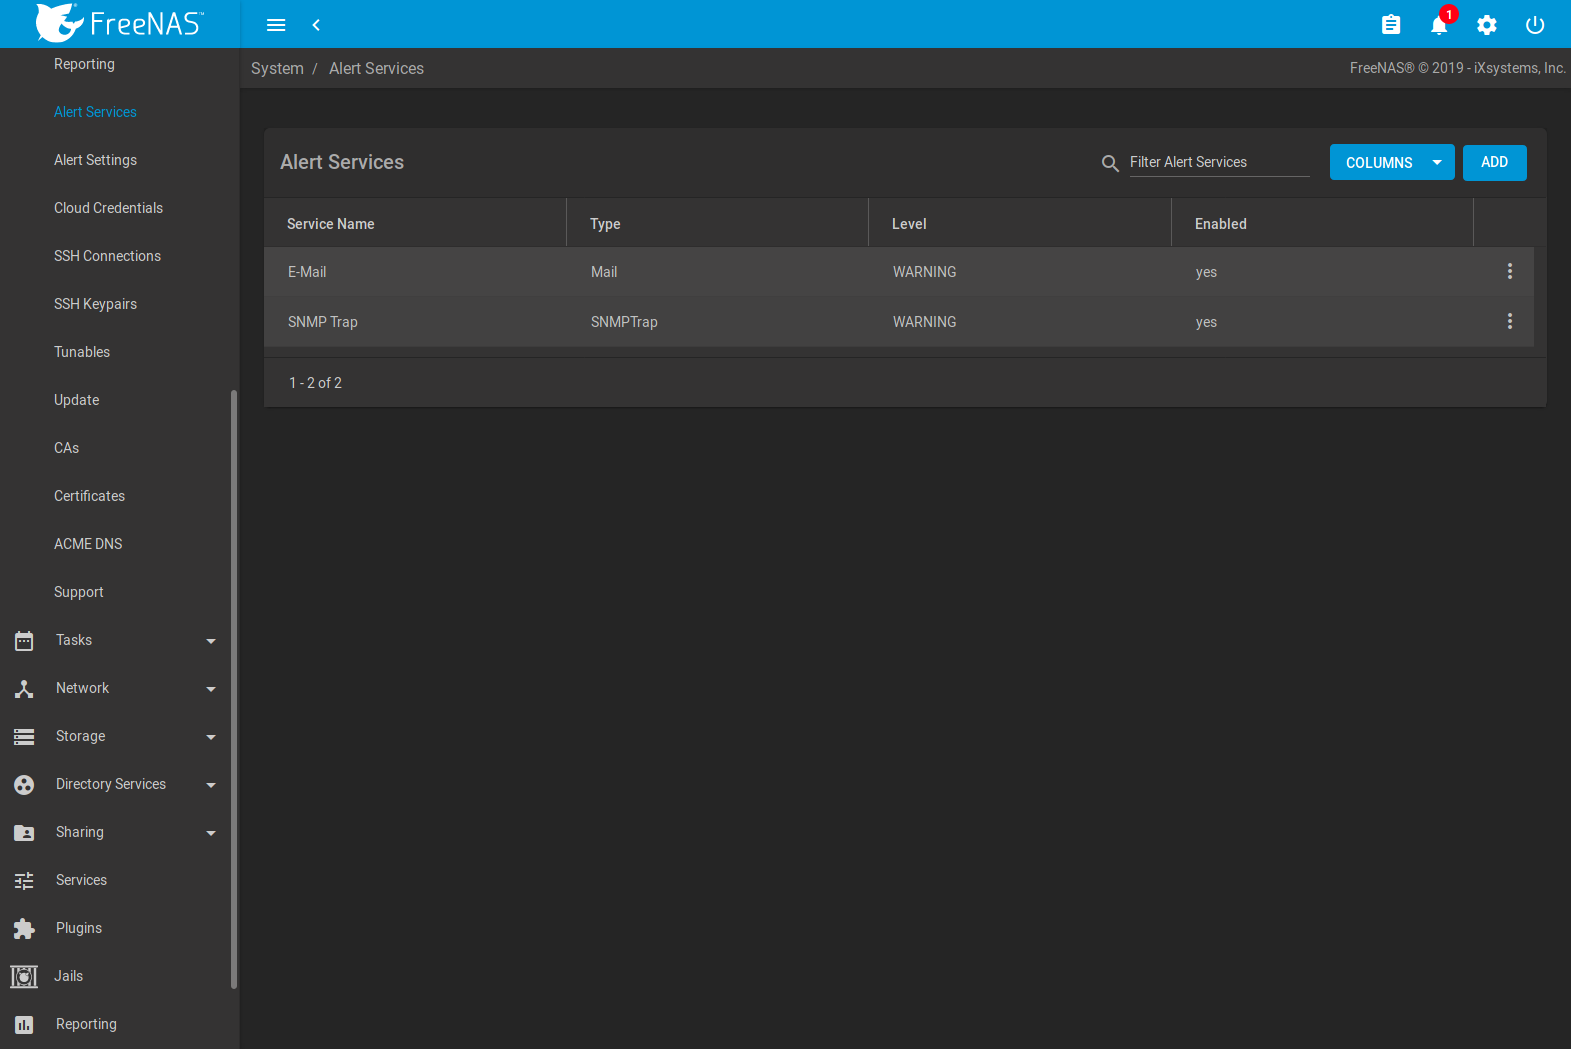 FreeNAS™
1
System / Alert Services
FreeNAS® © 2019 - iXsystems, Inc.
Reporting
Alert Services
Alert Settings
Cloud Credentials
SSH Connections
SSH Keypairs
Tunables
Update
CAs
Certificates
ACME DNS
Support
Tasks
Network
Storage
Directory Services
Sharing
Services
Plugins
Jails
Reporting
Alert Services
Filter Alert Services
COLUMNS
ADD
Service Name Type Level Enabled
E-Mail Mail WARNING yes
SNMP Trap SNMPTrap WARNING yes
1 - 2 of 2